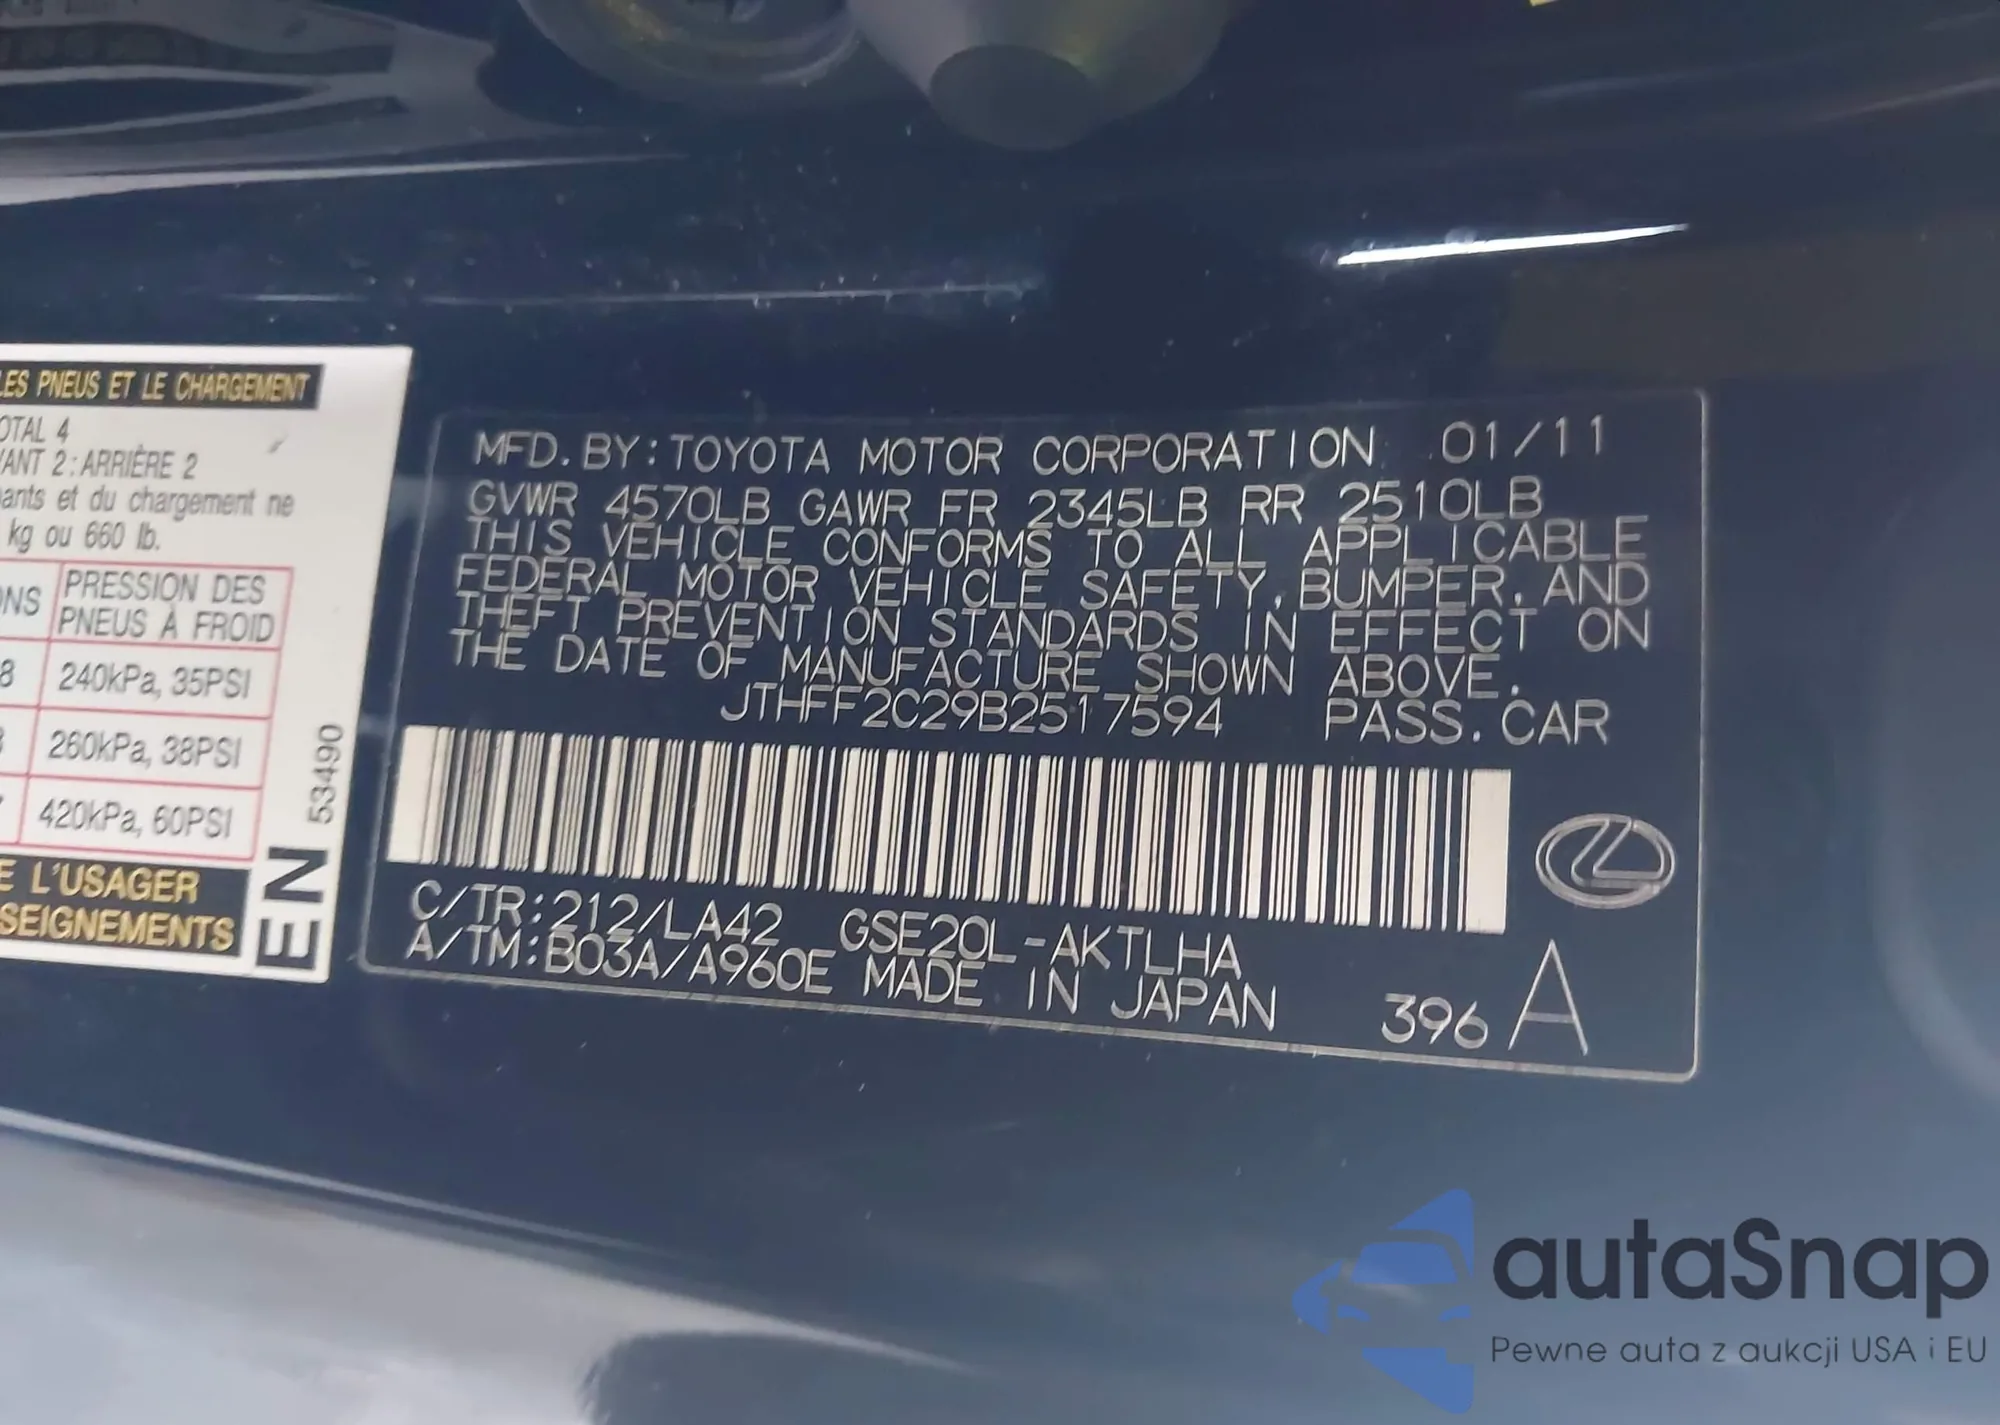 LES PNEUS ET LE CHARGEMENT
OTAL 4
VANT 2 : ARRIÈRE 2
ants et du chargement ne
kg ou 660 lb.
ONS PRESSION DES
PNEUS À FROID
8 240kPa, 35PSI
260kPa, 38PSI
420kPa, 60PSI
E L'USAGER
SEIGNEMENTS
EN 53490
MFD. BY: TOYOTA MOTOR CORPORATION 01/11
GVWR 4570LB GAWR FR 2345LB RR 2510LB
THIS VEHICLE CONFORMS TO ALL APPLICABLE
FEDERAL MOTOR VEHICLE SAFETY, BUMPER, AND
THEFT PREVENTION STANDARDS IN EFFECT ON
THE DATE OF MANUFACTURE SHOWN ABOVE.
JTHFF2C29B2517594 PASS. CAR
C/TR: 212/LA42 GSE20L-AKTLHA
A/TM: B03A/A960E MADE IN JAPAN 396 A
autaSnap
Pewne auta z aukcji USA i EU